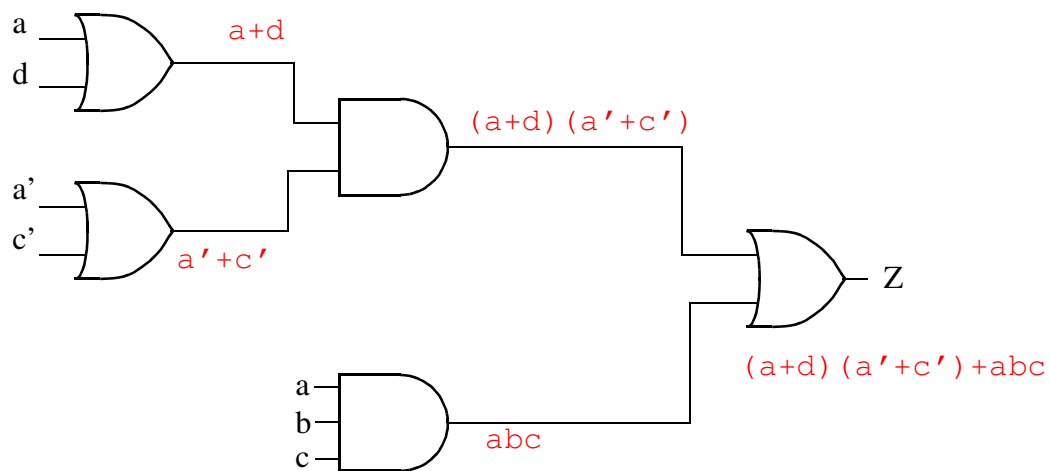 a
a+d
d
(a+d)(a′+c′)
a’
c’
a′+c′
Z
(a+d)(a′+c′)+abc
a
b
abc
c